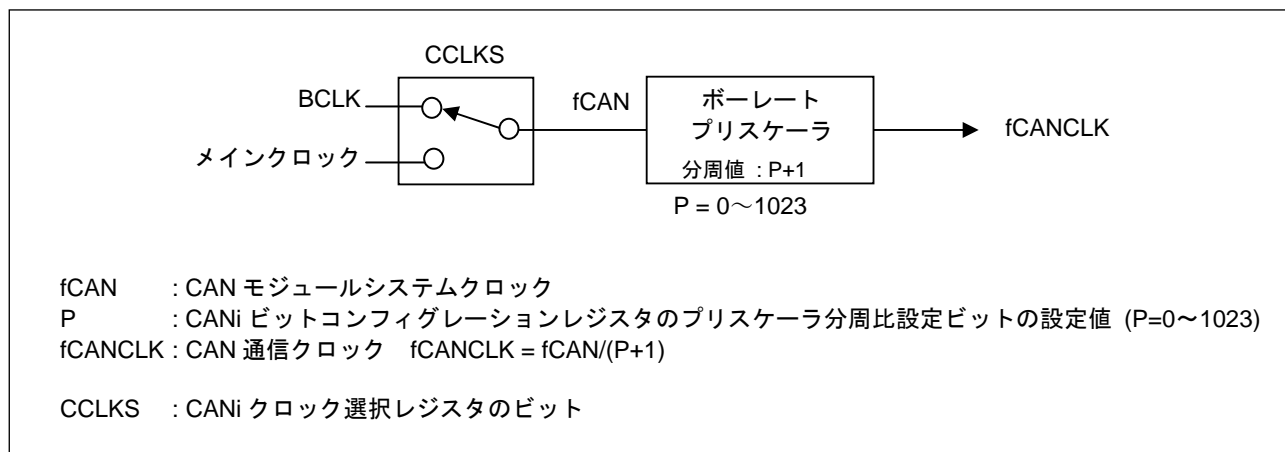 CCLKS
BCLK
メインクロック
fCAN
ボーレート
プリスケーラ
分周値 : P+1
P = 0～1023
fCANCLK
fCAN : CAN モジュールシステムクロック
P : CANi ビットコンフィグレーションレジスタのプリスケーラ分周比設定ビットの設定値 (P=0～1023)
fCANCLK : CAN 通信クロック fCANCLK = fCAN/(P+1)
CCLKS : CANi クロック選択レジスタのビット